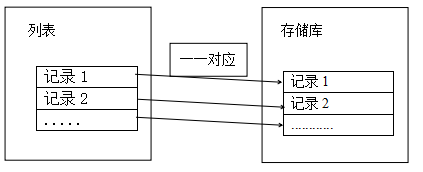 列表
记录 1
记录 2
. . . . .
一一对应
存储库
记录 1
记录 2
............